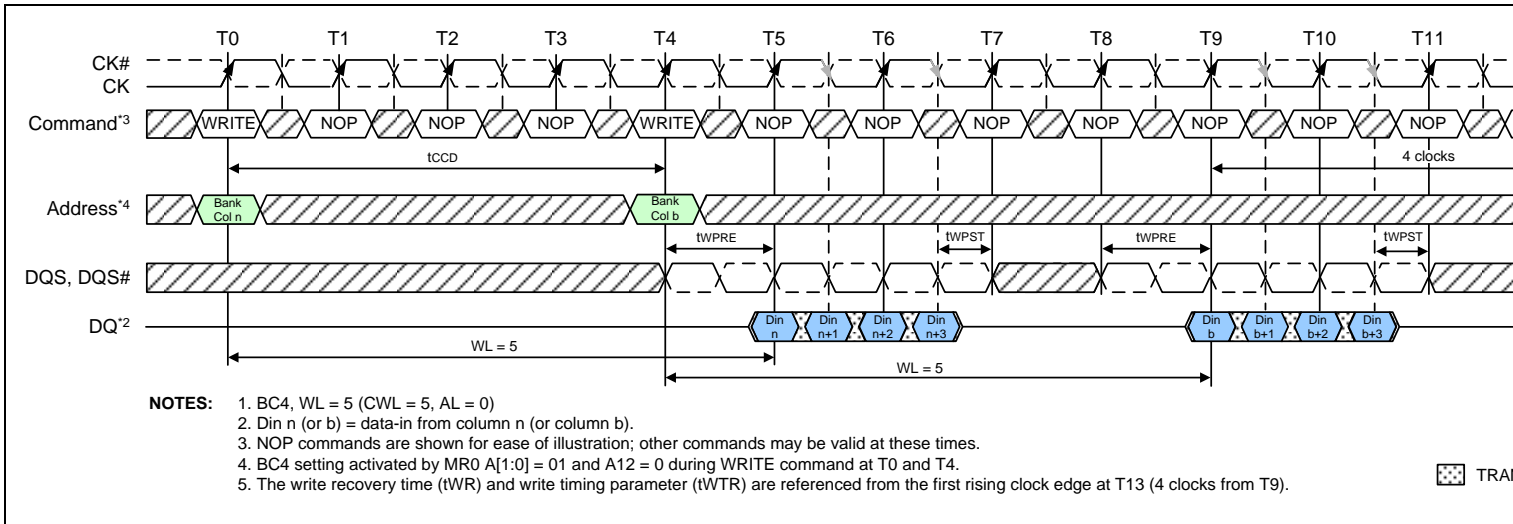 T0 T1 T2 T3 T4 T5 T6 T7 T8 T9 T10 T11
CK#
CK
Command*3 WRITE NOP NOP NOP WRITE NOP NOP NOP NOP NOP NOP NOP
tCCD 4 clocks
Address*4 Bank Col n Bank Col b
tWPRE tWPST tWPRE tWPST
DQS, DQS#
DQ*2 Din n Din n+1 Din n+2 Din n+3 Din b Din b+1 Din b+2 Din b+3
WL = 5
WL = 5
NOTES: 1. BC4, WL = 5 (CWL = 5, AL = 0)
2. Din n (or b) = data-in from column n (or column b).
3. NOP commands are shown for ease of illustration; other commands may be valid at these times.
4. BC4 setting activated by MR0 A[1:0] = 01 and A12 = 0 during WRITE command at T0 and T4.
5. The write recovery time (tWR) and write timing parameter (tWTR) are referenced from the first rising clock edge at T13 (4 clocks from T9).
TRAN